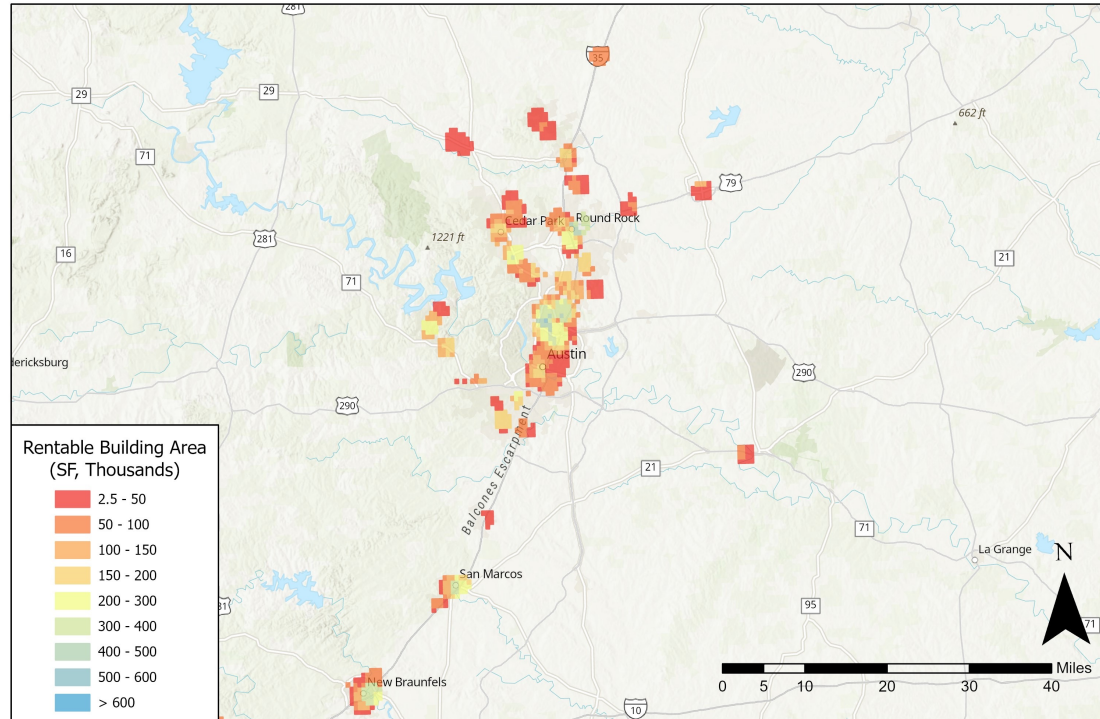 281
35
29
29
662 ft
71
79
Cedar Park
Round Rock
281
1221 ft
16
21
71
dericksburg
Austin
290
290
Balcones Escarpment
21
71
La Grange
San Marcos
95
71
New Braunfels
10
Rentable Building Area
(SF, Thousands)
2.5 - 50
50 - 100
100 - 150
150 - 200
200 - 300
300 - 400
400 - 500
500 - 600
> 600
N
Miles
0 5 10 20 30 40